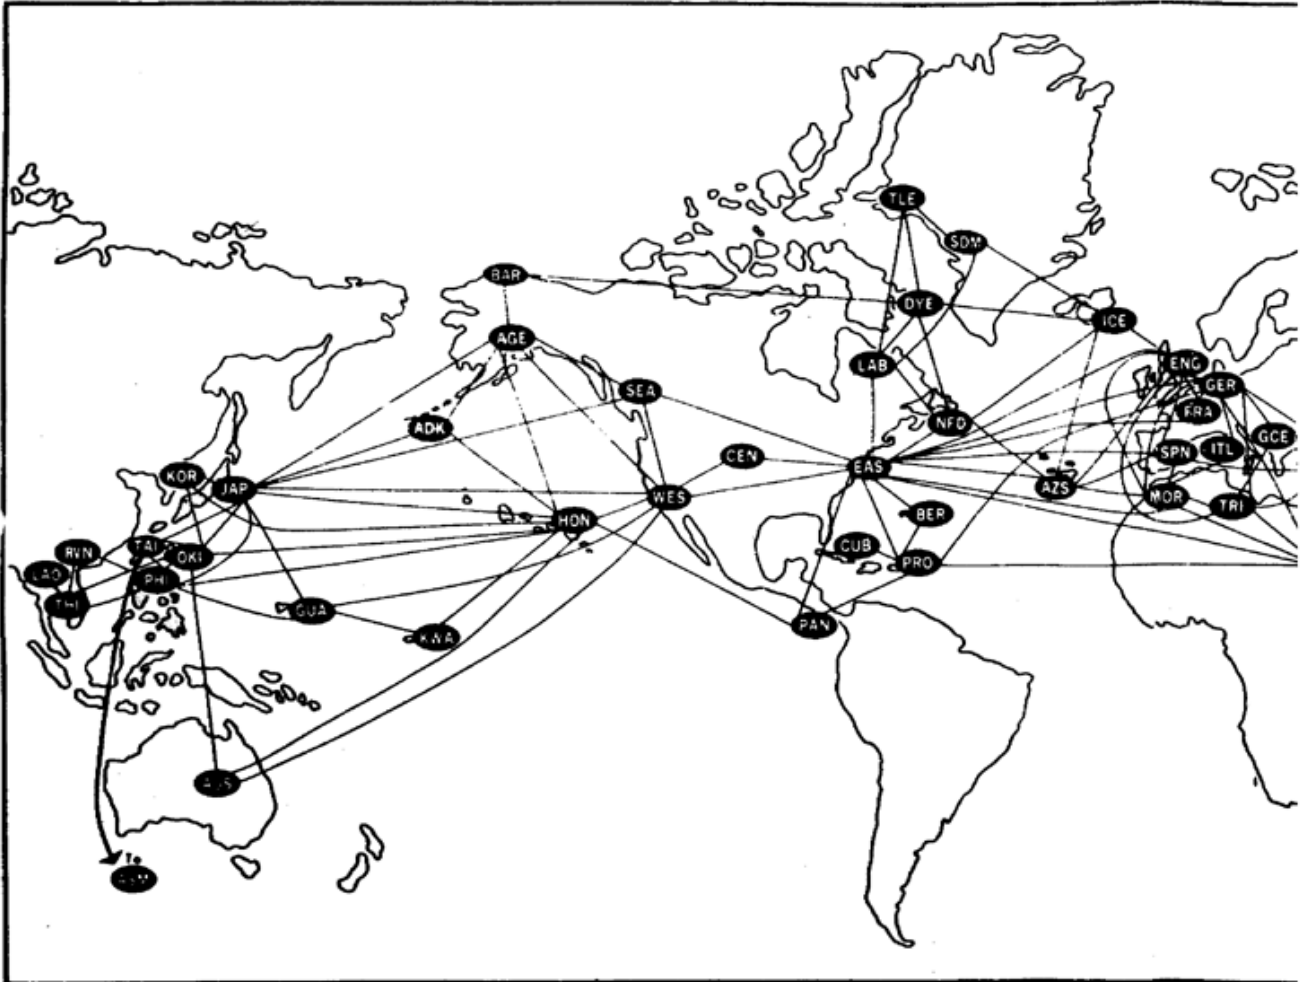 TLE
SDM
BAR
DYE
ICE
AGE
LAB
ENG
GER
SEA
FRA
ADK
NFD
GCE
CEN
SPN
ITL
KOR
JAP
EAS
AZS
WES
MOR
TRI
HON
BER
TAI
OKI
CUB
PRO
LAO
PHI
THI
GUA
KWA
PAN
AUS
To